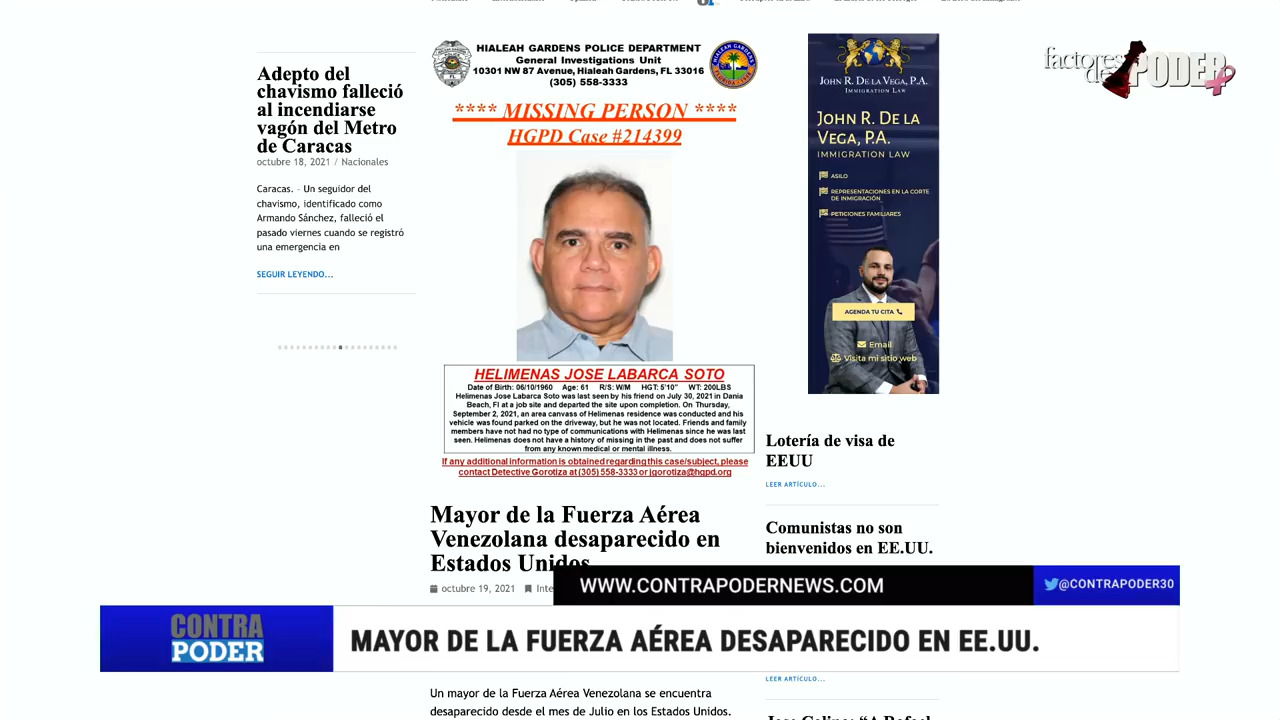 factores
de PODER
Adepto del
chavismo falleció
al incendiarse
vagón del Metro
de Caracas
octubre 18, 2021 / Nacionales
Caracas. - Un seguidor del
chavismo, identificado como
Armando Sánchez, falleció el
pasado viernes cuando se registró
una emergencia en
SEGUIR LEYENDO...
HIALEAH GARDENS POLICE DEPARTMENT
General Investigations Unit
10301 NW 87 Avenue, Hialeah Gardens, FL 33016
(305) 558-3333
**** MISSING PERSON ****
HGPD Case #214399
HELIMENAS JOSE LABARCA SOTO
Date of Birth: 06/10/1960 Age: 61 R/S: W/M HGT: 5'10" WT: 200LBS
Helimenas Jose Labarca Soto was last seen by his friend on July 30, 2021 in Dania
Beach, Fl at a job site and departed the site upon completion. On Thursday,
September 2, 2021, an area canvass of Helimenas residence was conducted and his
vehicle was found parked on the driveway, but he was not located. Friends and family
members have not had no type of communications with Helimenas since he was last
seen. Helimenas does not have a history of missing in the past and does not suffer
from any known medical or mental illness.
If any additional information is obtained regarding this case/subject, please
contact Detective Gorotiza at (305) 558-3333 or jgorotiza@hgpd.org
Mayor de la Fuerza Aérea
Venezolana desaparecido en
Estados Unidos
octubre 19, 2021 Inte
Un mayor de la Fuerza Aérea Venezolana se encuentra
desaparecido desde el mes de Julio en los Estados Unidos.
JOHN R. DE LA VEGA, P.A.
IMMIGRATION LAW
JOHN R. DE LA
VEGA, P.A.
IMMIGRATION LAW
ASILO
REPRESENTACIONES EN LA CORTE
DE INMIGRACIÓN
PETICIONES FAMILIARES
AGENDA TU CITA
Email
Visita mi sitio web
Lotería de visa de
EEUU
LEER ARTÍCULO...
Comunistas no son
bienvenidos en EE.UU.
LEER ARTÍCULO...
WWW.CONTRAPODERNEWS.COM
@CONTRAPODER30
CONTRA
PODER
MAYOR DE LA FUERZA AÉREA DESAPARECIDO EN EE.UU.